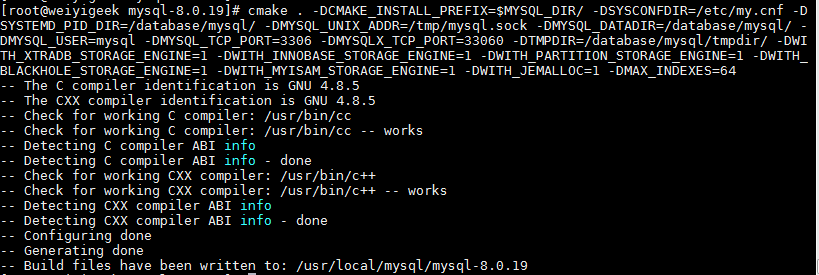 [root@weiyigeek mysql-8.0.19]# cmake . -DCMAKE_INSTALL_PREFIX=$MYSQL_DIR/ -DSYSCONFDIR=/etc/my.cnf -D
SYSTEMD_PID_DIR=/database/mysql/ -DMYSQL_UNIX_ADDR=/tmp/mysql.sock -DMYSQL_DATADIR=/database/mysql/ -
DMYSQL_USER=mysql -DMYSQL_TCP_PORT=3306 -DMYSQLX_TCP_PORT=33060 -DTMPDIR=/database/mysql/tmpdir/ -DWI
TH_XTRADB_STORAGE_ENGINE=1 -DWITH_INNOBASE_STORAGE_ENGINE=1 -DWITH_PARTITION_STORAGE_ENGINE=1 -DWITH_
BLACKHOLE_STORAGE_ENGINE=1 -DWITH_MYISAM_STORAGE_ENGINE=1 -DWITH_JEMALLOC=1 -DMAX_INDEXES=64
-- The C compiler identification is GNU 4.8.5
-- The CXX compiler identification is GNU 4.8.5
-- Check for working C compiler: /usr/bin/cc
-- Check for working C compiler: /usr/bin/cc -- works
-- Detecting C compiler ABI info
-- Detecting C compiler ABI info - done
-- Check for working CXX compiler: /usr/bin/c++
-- Check for working CXX compiler: /usr/bin/c++ -- works
-- Detecting CXX compiler ABI info
-- Detecting CXX compiler ABI info - done
-- Configuring done
-- Generating done
-- Build files have been written to: /usr/local/mysql/mysql-8.0.19